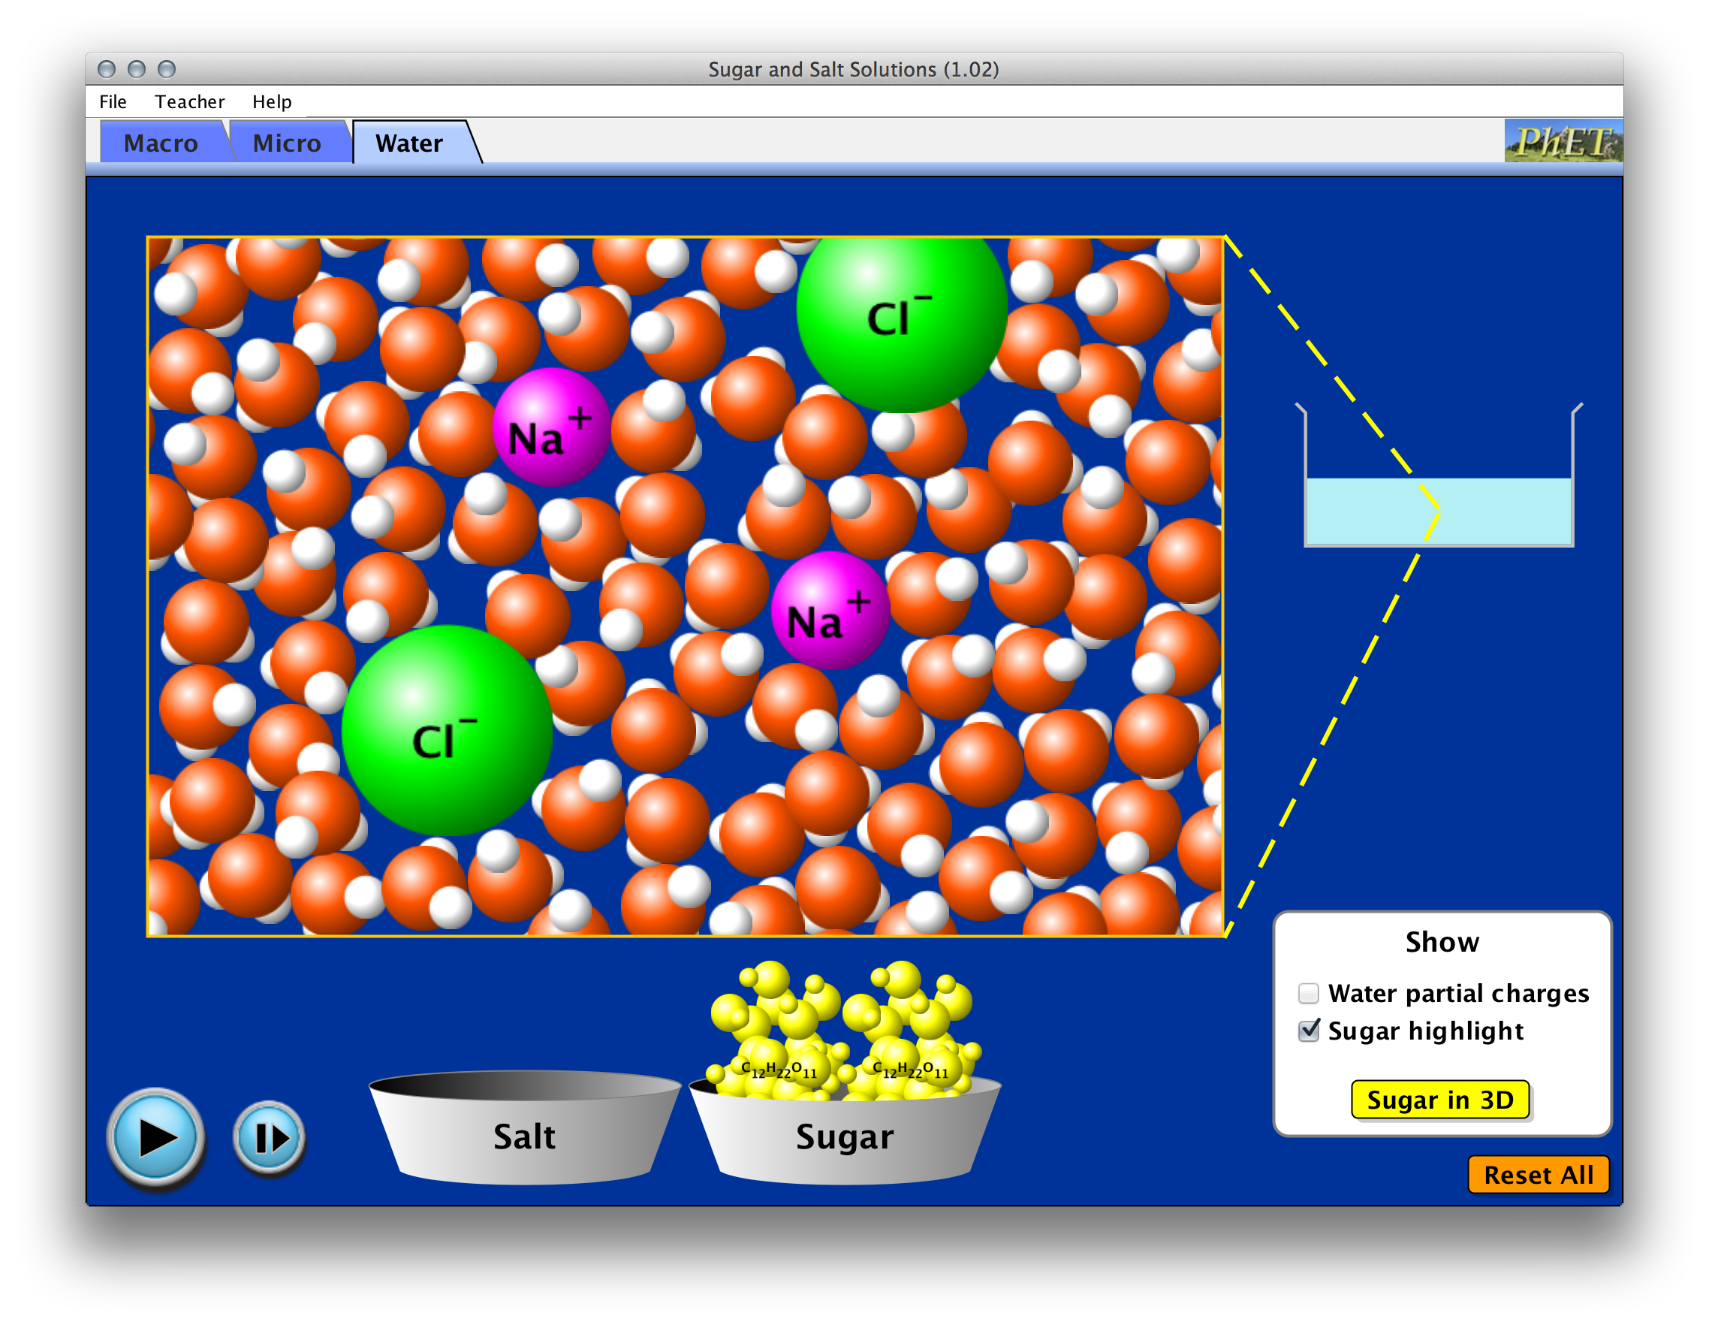 Sugar and Salt Solutions (1.02)
File Teacher Help
Macro Micro Water
PhET
Cl⁻
Na⁺
Na⁺
Cl⁻
Show
Water partial charges
Sugar highlight
Sugar in 3D
C₁₂H₂₂O₁₁ C₁₂H₂₂O₁₁
Salt Sugar
Reset All